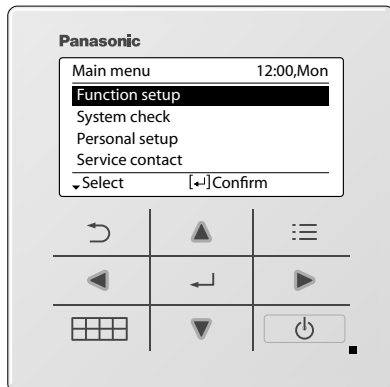 Panasonic
Main menu 12:00,Mon
Function setup
System check
Personal setup
Service contact
Select [↵]Confirm